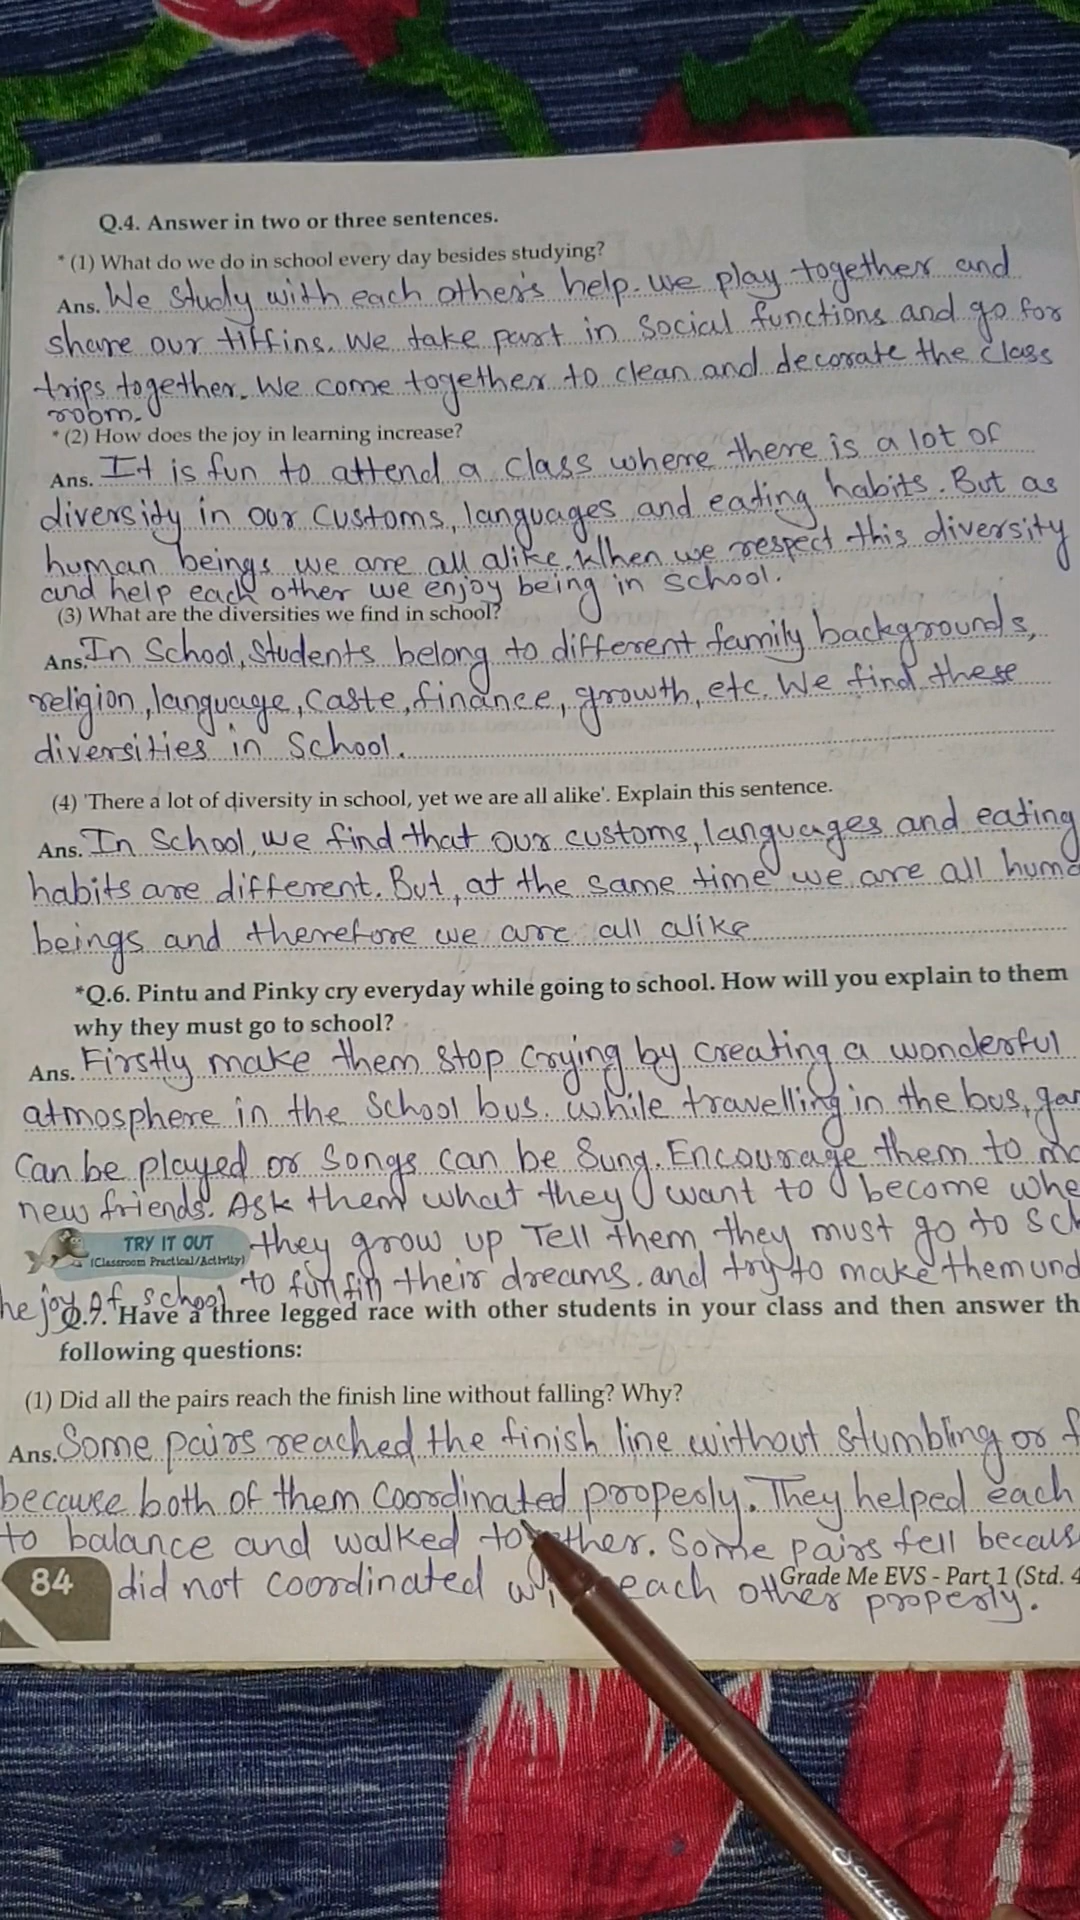 Q.4. Answer in two or three sentences.
* (1) What do we do in school every day besides studying?
Ans. We study with each other's help. we play together and
share our tiffins. We take part in social functions and go for
trips together. We come together to clean and decorate the class
room.
* (2) How does the joy in learning increase?
Ans. It is fun to attend a class where there is a lot of
diversity in our customs, languages and eating habits. But as
human beings we are all alike. When we respect this diversity
and help each other we enjoy being in school.
(3) What are the diversities we find in school?
Ans. In School, Students belong to different family backgrounds,
religion, language, caste, finance, growth, etc. We find these
diversities in School.
(4) 'There a lot of diversity in school, yet we are all alike'. Explain this sentence.
Ans. In School, we find that our customs, languages and eating
habits are different. But, at the same time we are all huma
beings and therefore we are all alike
*Q.6. Pintu and Pinky cry everyday while going to school. How will you explain to them
why they must go to school?
Ans. Firstly make them stop crying by creating a wonderful
atmosphere in the School bus. while travelling in the bus, gam
can be played or songs can be Sung. Encourage them to ma
new friends. Ask them what they want to become whe
TRY IT OUT they grow up Tell them they must go to sch
(Classroom Practical/Activity) to their dreams. and try to make them und
he joy of school
Q.9. Have a three legged race with other students in your class and then answer th
following questions:
(1) Did all the pairs reach the finish line without falling? Why?
Ans. Some pairs reached the finish line without stumbling or f
because both of them coordinated properly. They helped each
to balance and walked together. Some pairs fell becaus
84 did not coordinated each other properly.
Grade Me EVS - Part 1 (Std. 4